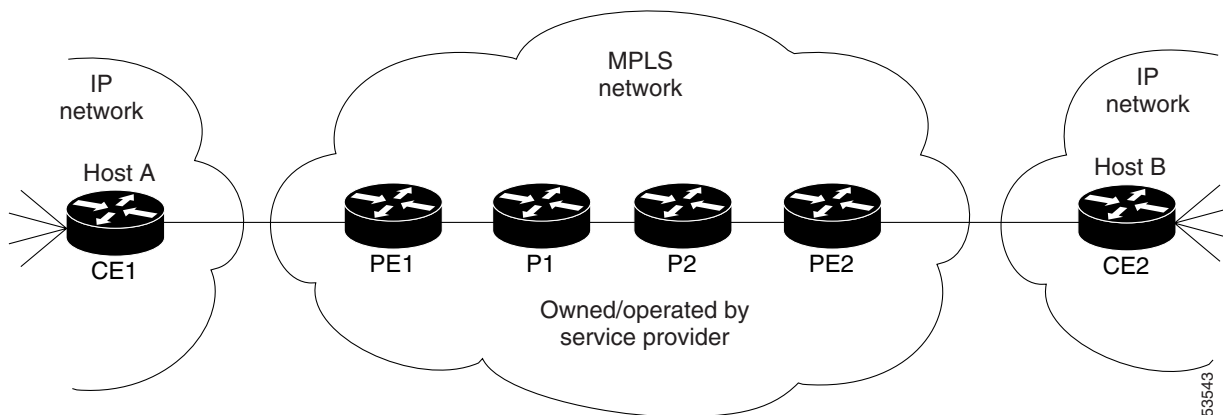 IP
network
MPLS
network
IP
network
Host A
Host B
CE1
PE1
P1
P2
PE2
CE2
Owned/operated by
service provider
53543